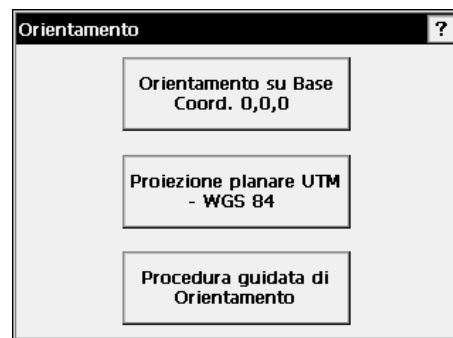 Orientamento
?
Orientamento su Base
Coord. 0,0,0
Proiezione planare UTM
- WGS 84
Procedura guidata di
Orientamento